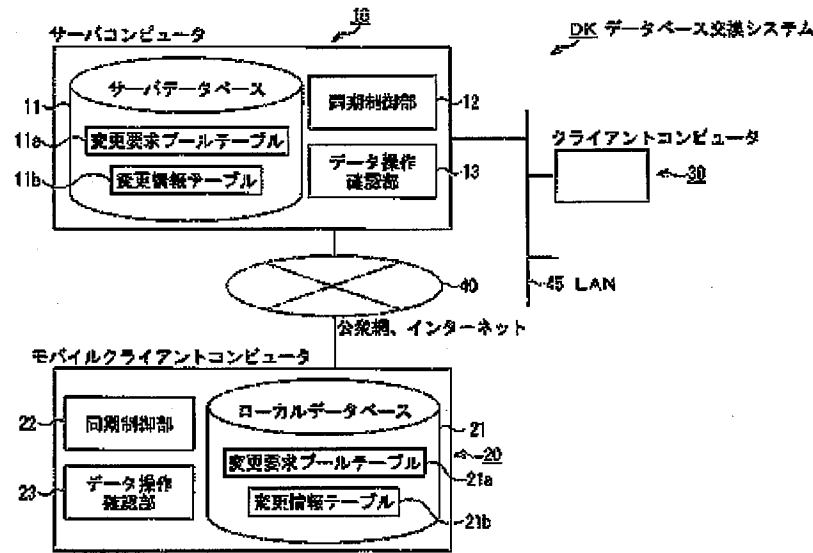 10
DK データベース交換システム
サーバコンピュータ
サーバデータベース
11
同期制御部
12
11a
変更要求プールテーブル
クライアントコンピュータ
11b
変更情報テーブル
データ操作
確認部
13
30
40
45 LAN
公衆網、インターネット
モバイルクライアントコンピュータ
ローカルデータベース
22
同期制御部
21
変更要求プールテーブル
20
23
データ操作
確認部
21a
変更情報テーブル
21b